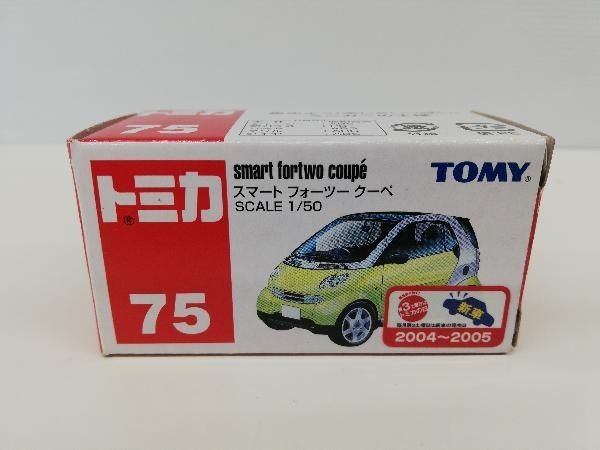 75
トミカ®
75
smart fortwo coupé
スマート フォーツー クーペ
SCALE 1/50
TOMY®
新車
2004〜2005